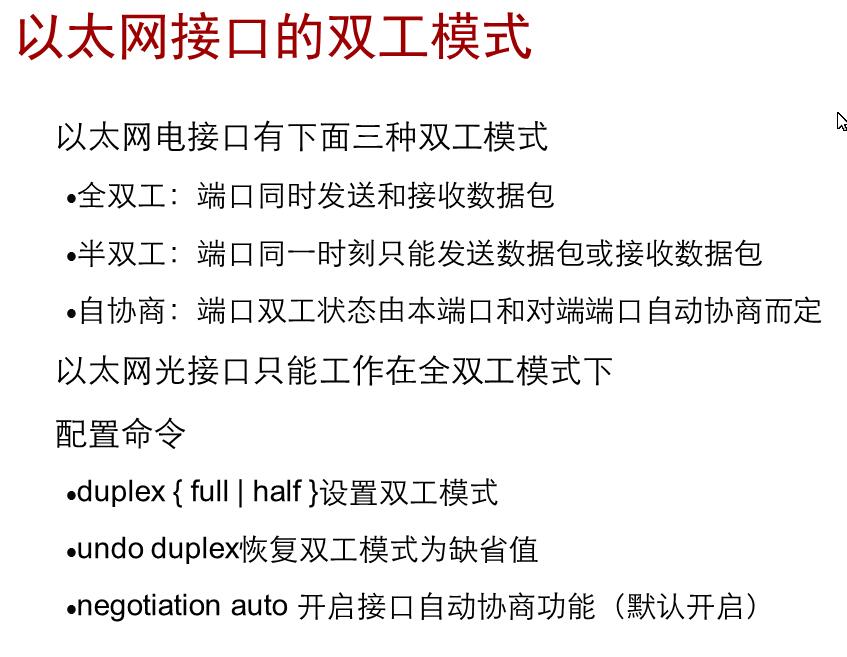 以太网接口的双工模式
以太网电接口有下面三种双工模式
•全双工：端口同时发送和接收数据包
•半双工：端口同一时刻只能发送数据包或接收数据包
•自协商：端口双工状态由本端口和对端端口自动协商而定
以太网光接口只能工作在全双工模式下
配置命令
•duplex { full | half }设置双工模式
•undo duplex恢复双工模式为缺省值
•negotiation auto 开启接口自动协商功能（默认开启）